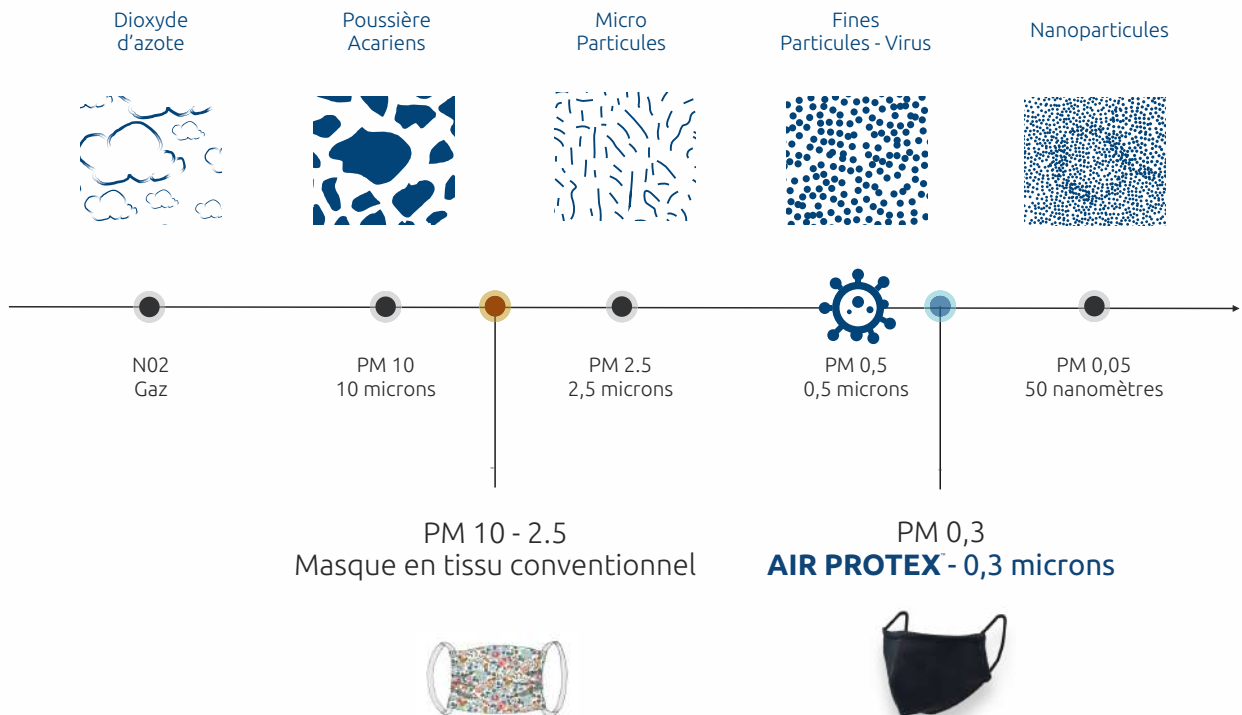 Dioxyde
d'azote
Poussière
Acariens
Micro
Particules
Fines
Particules - Virus
Nanoparticules
N02
Gaz
PM 10
10 microns
PM 2.5
2,5 microns
PM 0,5
0,5 microns
PM 0,05
50 nanomètres
PM 10 - 2.5
Masque en tissu conventionnel
PM 0,3
AIR PROTEX™ - 0,3 microns